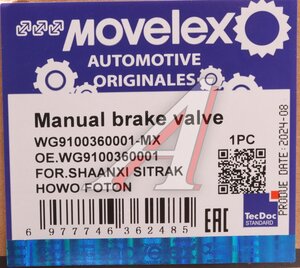 MOVELEX
AUTOMOTIVE
ORIGINALES
Manual brake valve
WG9100360001-MX
OE.WG9100360001
FOR.SHAANXI SITRAK
HOWO FOTON
1PC
6 977746 362485
EAC
TecDoc
STANDARD
PRODUE DATE:2024-08